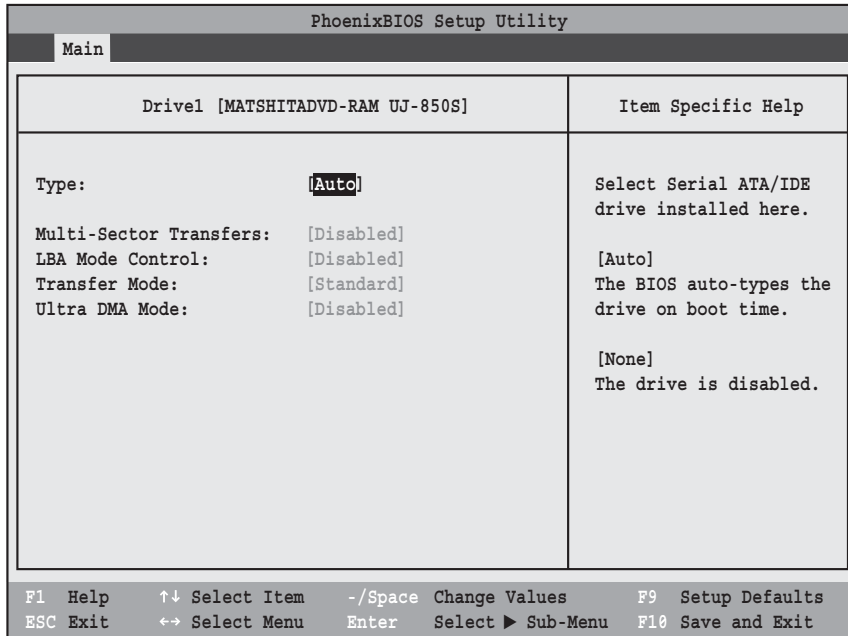 PhoenixBIOS Setup Utility
Main
Drive1 [MATSHITADVD-RAM UJ-850S]
Type: [Auto]
Multi-Sector Transfers: [Disabled]
LBA Mode Control: [Disabled]
Transfer Mode: [Standard]
Ultra DMA Mode: [Disabled]
Item Specific Help
Select Serial ATA/IDE
drive installed here.
[Auto]
The BIOS auto-types the
drive on boot time.
[None]
The drive is disabled.
F1 Help ↑↓ Select Item -/Space Change Values F9 Setup Defaults
ESC Exit ←→ Select Menu Enter Select ▶ Sub-Menu F10 Save and Exit